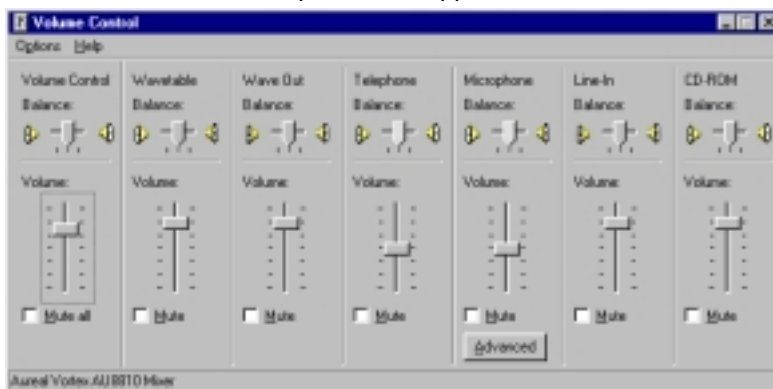 Volume Control
Options Help
Volume Control Wavetable Wave Out Telephone Microphone Line-In CD-ROM
Balance: Balance: Balance: Balance: Balance: Balance: Balance:
Volume: Volume: Volume: Volume: Volume: Volume: Volume:
Mute all Mute Mute Mute Mute Mute Mute
Advanced
Aureal Vortex AU8810 Mixer